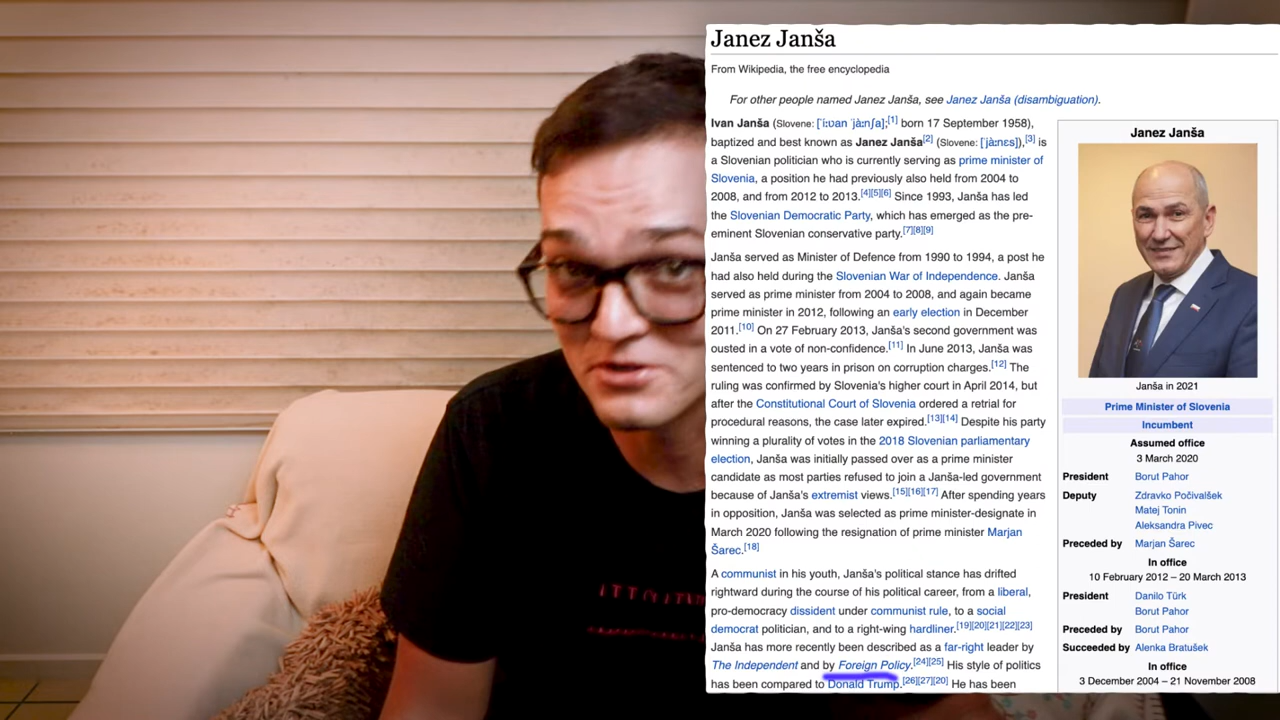 Janez Janša
From Wikipedia, the free encyclopedia
For other people named Janez Janša, see Janez Janša (disambiguation).
Ivan Janša (Slovene: [ˈíːʋan ˈjàːnʃa];[1] born 17 September 1958),
baptized and best known as Janez Janša[2] (Slovene: [ˈjàːnɛs]),[3] is
a Slovenian politician who is currently serving as prime minister of
Slovenia, a position he had previously also held from 2004 to
2008, and from 2012 to 2013.[4][5][6] Since 1993, Janša has led
the Slovenian Democratic Party, which has emerged as the pre-
eminent Slovenian conservative party.[7][8][9]
Janša served as Minister of Defence from 1990 to 1994, a post he
had also held during the Slovenian War of Independence. Janša
served as prime minister from 2004 to 2008, and again became
prime minister in 2012, following an early election in December
2011.[10] On 27 February 2013, Janša's second government was
ousted in a vote of non-confidence.[11] In June 2013, Janša was
sentenced to two years in prison on corruption charges.[12] The
ruling was confirmed by Slovenia's higher court in April 2014, but
after the Constitutional Court of Slovenia ordered a retrial for
procedural reasons, the case later expired.[13][14] Despite his party
winning a plurality of votes in the 2018 Slovenian parliamentary
election, Janša was initially passed over as a prime minister
candidate as most parties refused to join a Janša-led government
because of Janša's extremist views.[15][16][17] After spending years
in opposition, Janša was selected as prime minister-designate in
March 2020 following the resignation of prime minister Marjan
Šarec.[18]
A communist in his youth, Janša's political stance has drifted
rightward during the course of his political career, from a liberal,
pro-democracy dissident under communist rule, to a social
democrat politician, and to a right-wing hardliner.[19][20][21][22][23]
Janša has more recently been described as a far-right leader by
The Independent and by Foreign Policy.[24][25] His style of politics
has been compared to Donald Trump.[26][27][20] He has been
Janez Janša
Janša in 2021
Prime Minister of Slovenia
Incumbent
Assumed office
3 March 2020
President Borut Pahor
Deputy Zdravko Počivalšek
Matej Tonin
Aleksandra Pivec
Preceded by Marjan Šarec
In office
10 February 2012 – 20 March 2013
President Danilo Türk
Borut Pahor
Preceded by Borut Pahor
Succeeded by Alenka Bratušek
In office
3 December 2004 – 21 November 2008